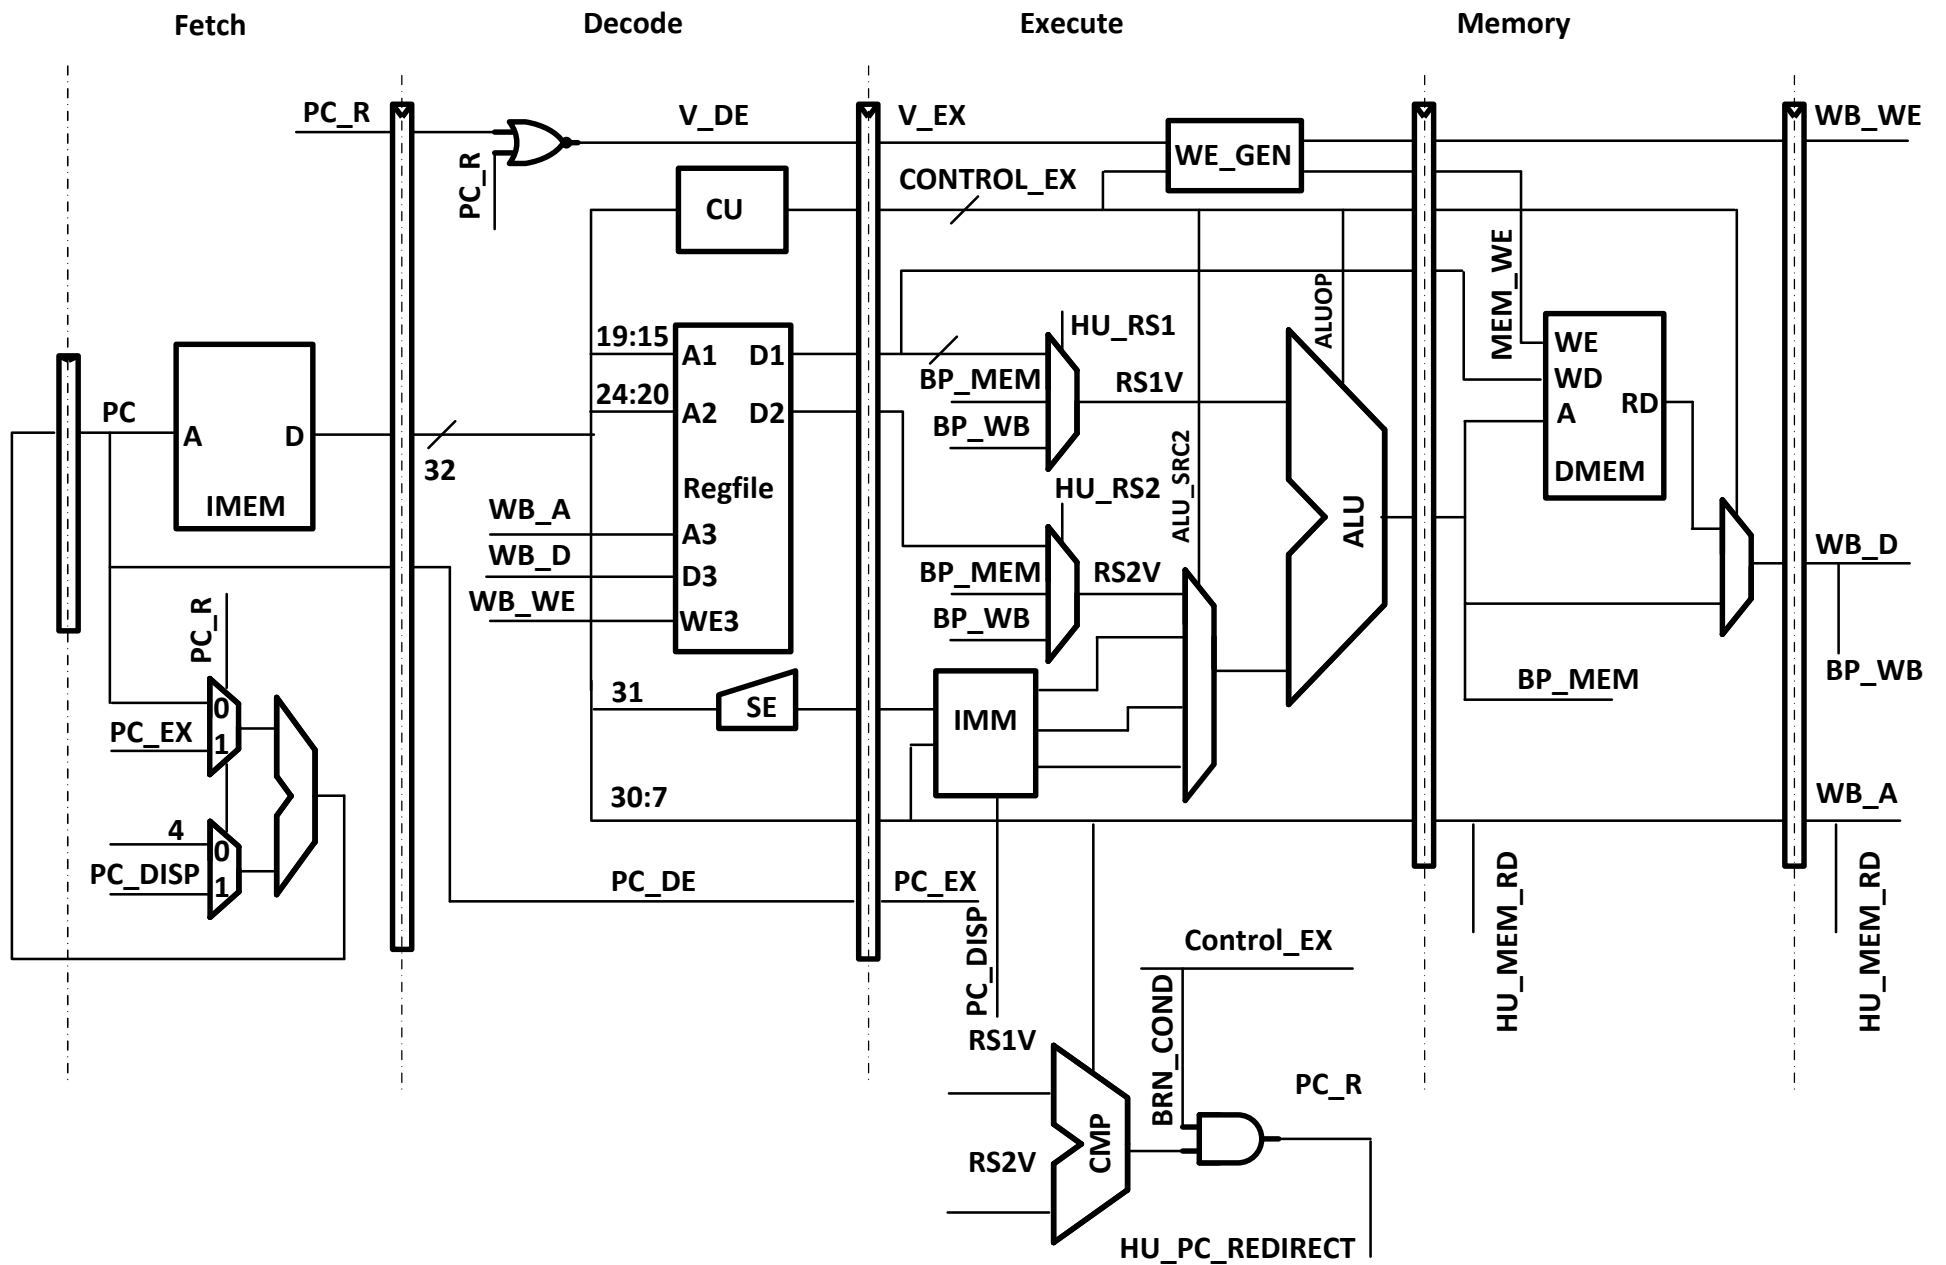 Fetch
Decode
Execute
Memory
PC_R
V_DE
V_EX
WB_WE
PC_R
WE_GEN
CU
CONTROL_EX
MEM_WE
ALUOP
19:15
A1
D1
HU_RS1
WE
BP_MEM
RS1V
WD
24:20
A2
D2
PC
A
D
BP_WB
A
RD
32
ALU_SRC2
DMEM
IMEM
Regfile
HU_RS2
ALU
WB_A
A3
WB_D
D3
BP_MEM
RS2V
WB_D
WB_WE
WE3
BP_WB
PC_R
31
SE
IMM
BP_MEM
BP_WB
0
PC_EX
1
30:7
WB_A
4
0
PC_DISP
1
PC_DE
PC_EX
PC_DISP
Control_EX
HU_MEM_RD
HU_MEM_RD
BRN_COND
RS1V
PC_R
CMP
RS2V
HU_PC_REDIRECT